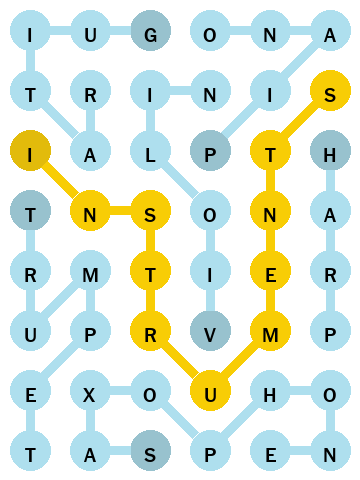 I U G O N A
T R I N I S
I A L P T H
T N S O N A
R M T I E R
U P R V M P
E X O U H O
T A S P E N